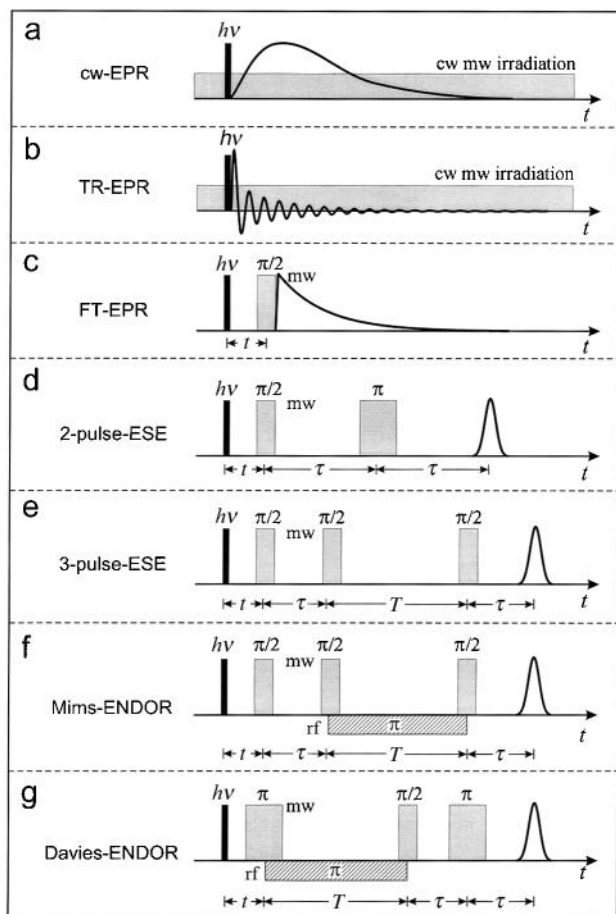 a
cw-EPR
hν
cw mw irradiation
t
b
TR-EPR
hν
cw mw irradiation
t
c
FT-EPR
hν π/2 mw
t
t
d
2-pulse-ESE
hν π/2 mw π
t τ τ t
e
3-pulse-ESE
hν π/2 mw π/2 π/2
t τ T τ t
f
Mims-ENDOR
hν π/2 mw π/2 π/2
rf π
t τ T τ t
g
Davies-ENDOR
hν π mw π/2 π
rf π
t T τ τ t